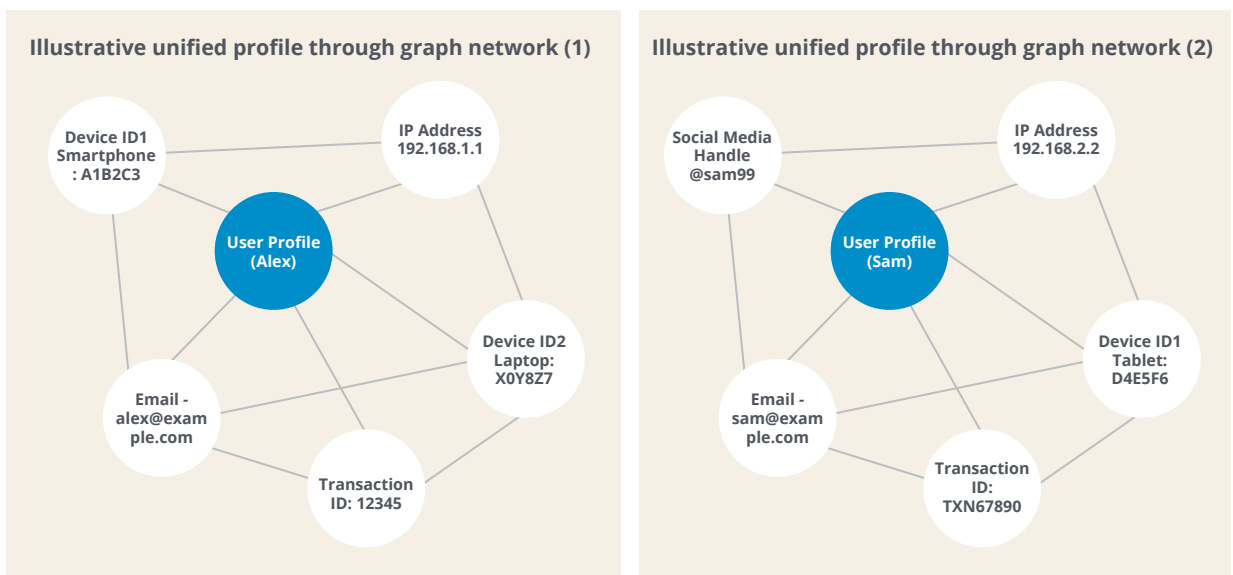 Illustrative unified profile through graph network (1)
Device ID1
Smartphone
: A1B2C3
IP Address
192.168.1.1
User Profile
(Alex)
Device ID2
Laptop:
X0Y8Z7
Email -
alex@exam
ple.com
Transaction
ID: 12345
Illustrative unified profile through graph network (2)
Social Media
Handle
@sam99
IP Address
192.168.2.2
User Profile
(Sam)
Device ID1
Tablet:
D4E5F6
Email -
sam@exam
ple.com
Transaction
ID:
TXN67890